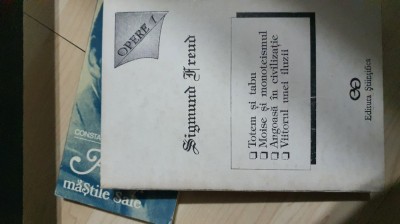 OPERE 1
Sigmund Freud
❑ Totem și tabu
❑ Moise și monoteismul
❑ Angoasă în civilizație
❑ Viitorul unei iluzii
Editura Științifică
măștile sale